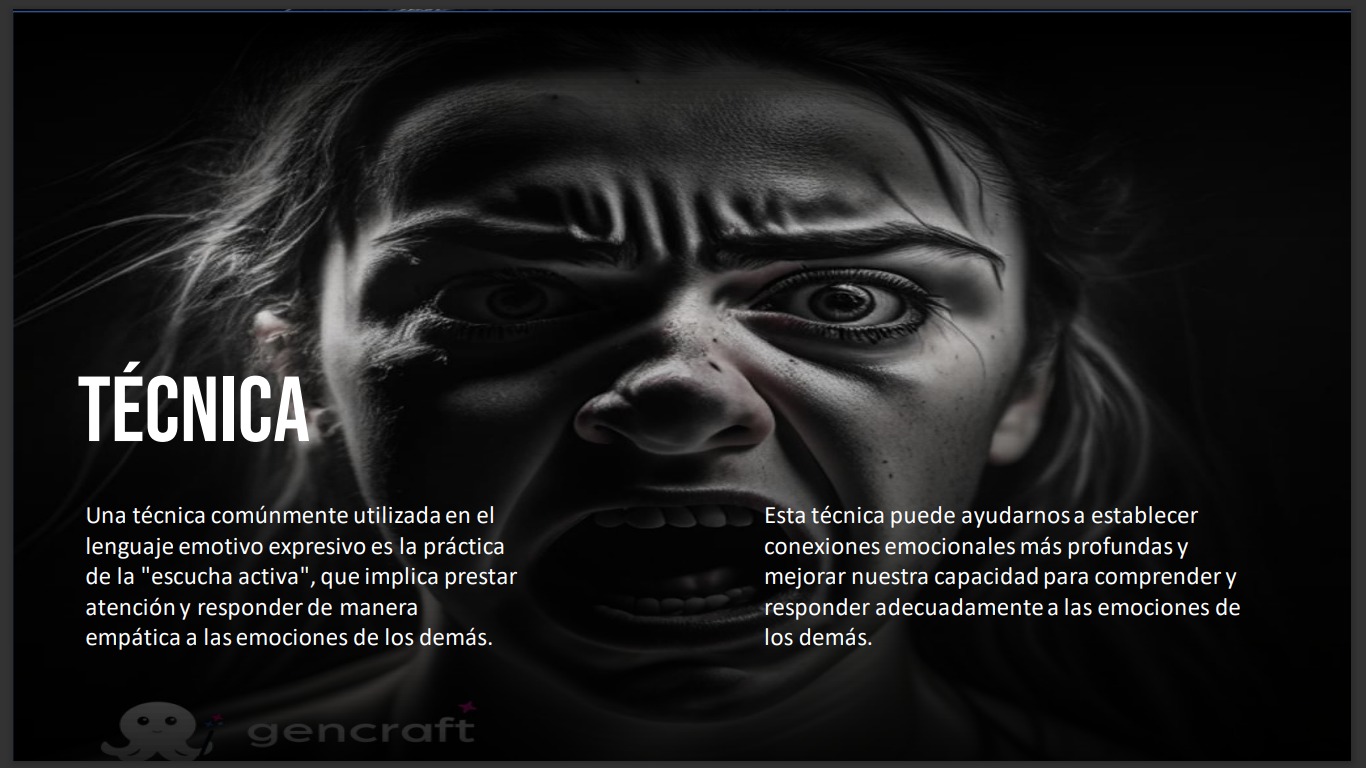 TÉCNICA
Una técnica comúnmente utilizada en el
lenguaje emotivo expresivo es la práctica
de la "escucha activa", que implica prestar
atención y responder de manera
empática a las emociones de los demás.
Esta técnica puede ayudarnos a establecer
conexiones emocionales más profundas y
mejorar nuestra capacidad para comprender y
responder adecuadamente a las emociones de
los demás.
gencraft